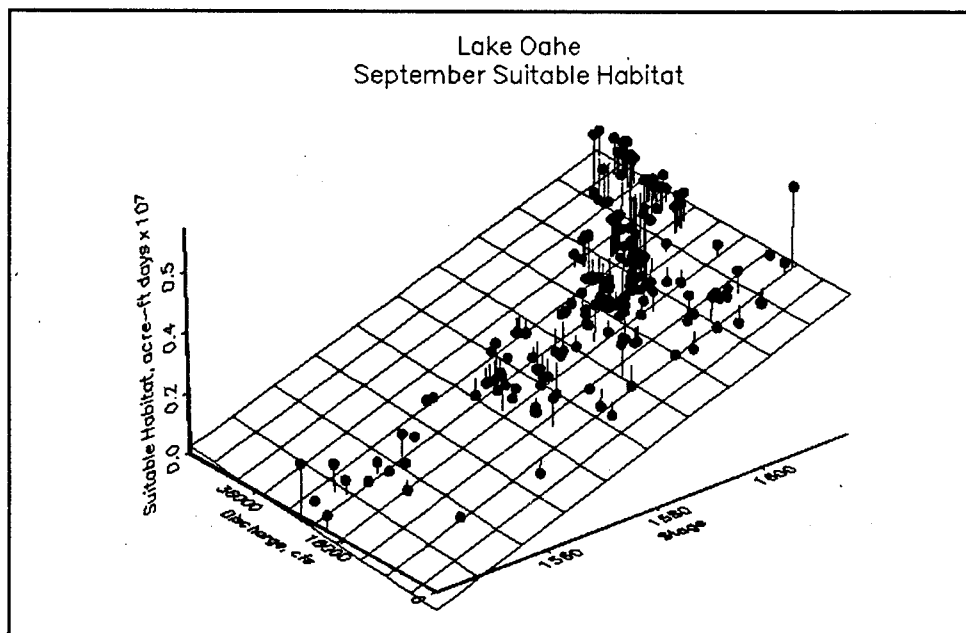 Lake Oahe
September Suitable Habitat
Suitable Habitat, acre-ft days x 10⁷
0.5
0.4
0.2
0.0
38000
18000
0
Discharge, cfs
1560
1580
1600
Stage